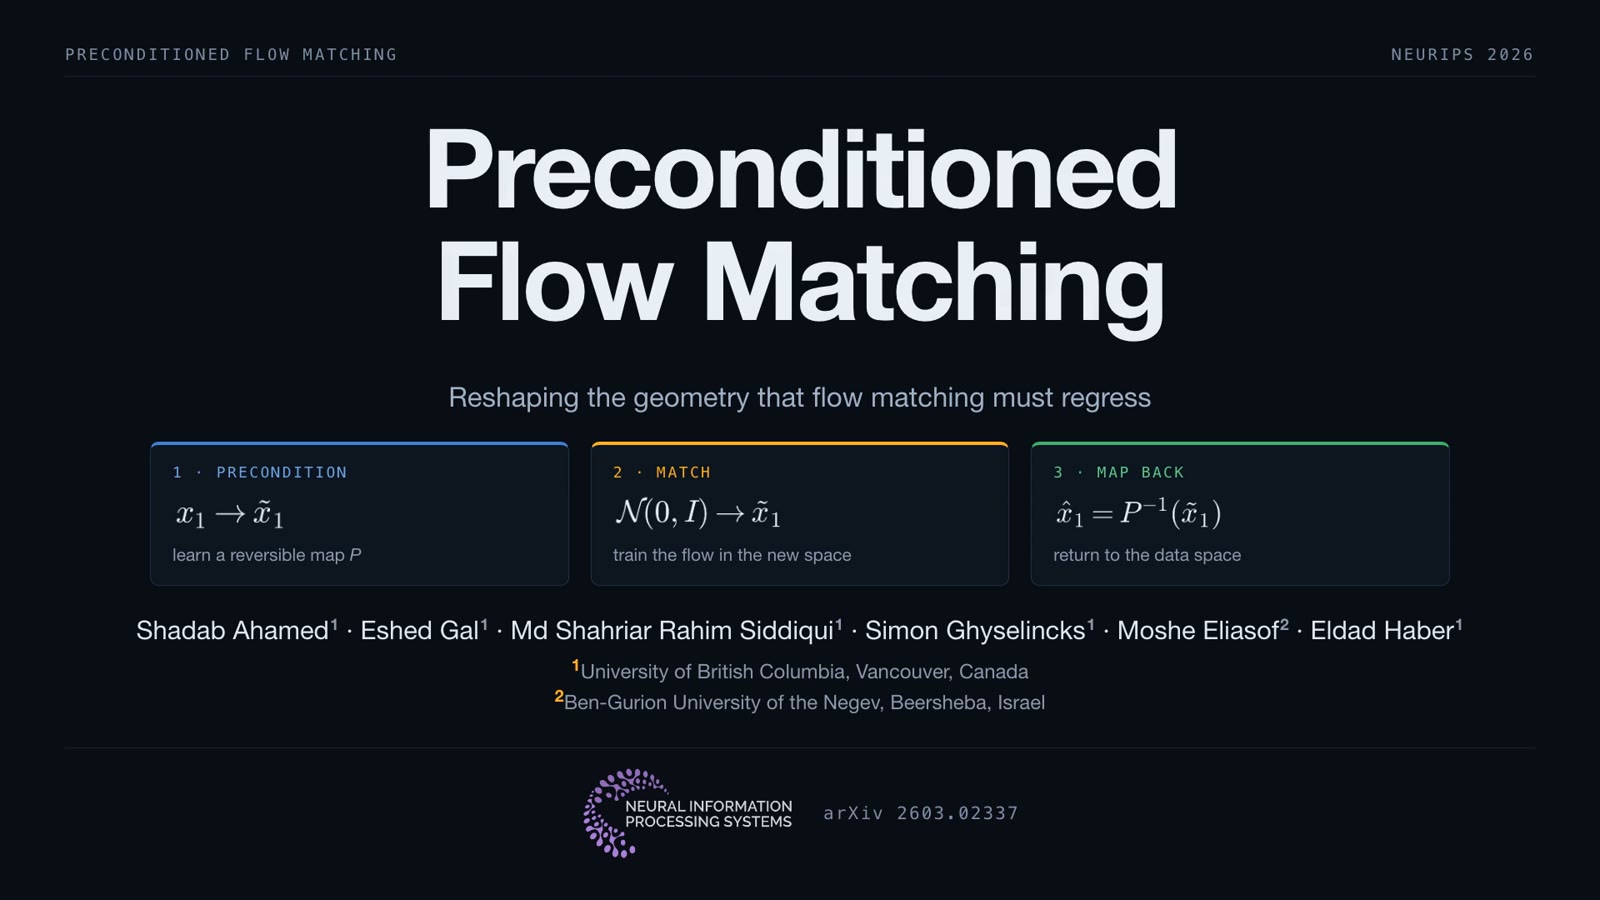 PRECONDITIONED FLOW MATCHING
NEURIPS 2026
Preconditioned
Flow Matching
Reshaping the geometry that flow matching must regress
1 · PRECONDITION
x₁ → x̃₁
learn a reversible map P
2 · MATCH
𝒩(0, I) → x̃₁
train the flow in the new space
3 · MAP BACK
x̂₁ = P⁻¹(x̃₁)
return to the data space
Shadab Ahamed¹ · Eshed Gal¹ · Md Shahriar Rahim Siddiqui¹ · Simon Ghyselincks¹ · Moshe Eliasof² · Eldad Haber¹
¹University of British Columbia, Vancouver, Canada
²Ben-Gurion University of the Negev, Beersheba, Israel
NEURAL INFORMATION
PROCESSING SYSTEMS
arXiv 2603.02337